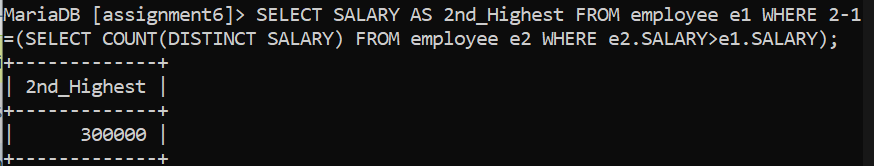 MariaDB [assignment6]> SELECT SALARY AS 2nd_Highest FROM employee e1 WHERE 2-1
=(SELECT COUNT(DISTINCT SALARY) FROM employee e2 WHERE e2.SALARY>e1.SALARY);
+-------------+
| 2nd_Highest |
+-------------+
|      300000 |
+-------------+